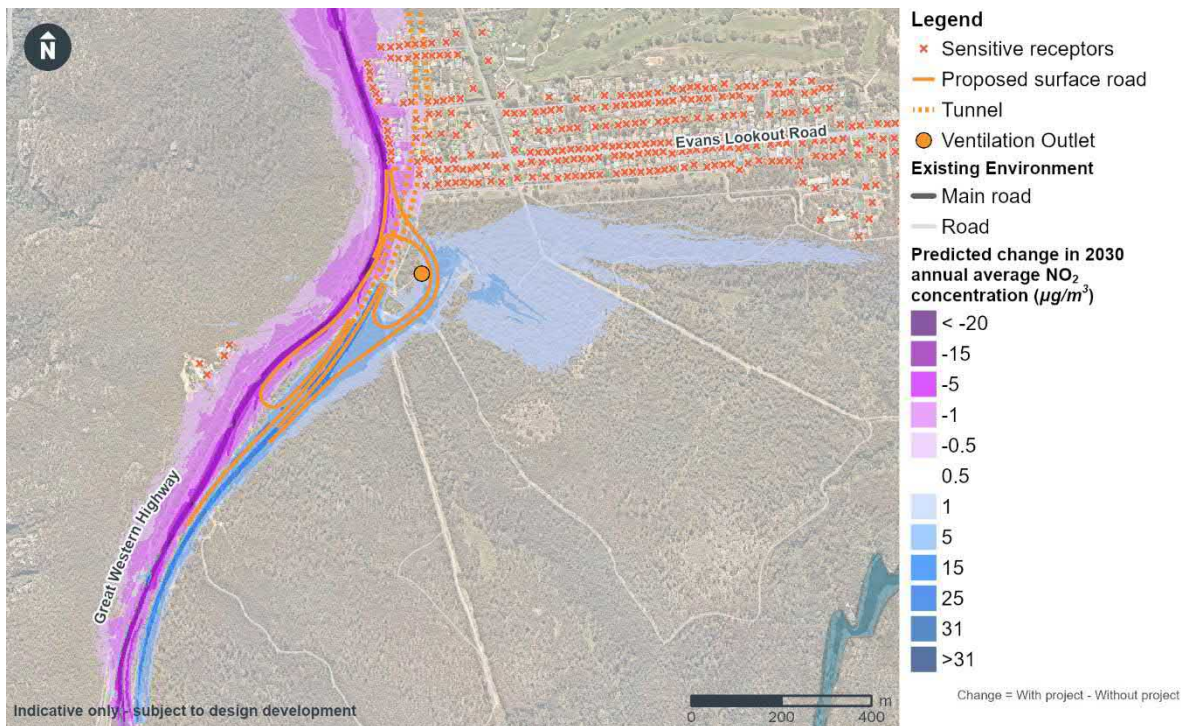 N
Evans Lookout Road
Great Western Highway
Indicative only - subject to design development
m
0 200 400
Legend
Sensitive receptors
Proposed surface road
Tunnel
Ventilation Outlet
Existing Environment
Main road
Road
Predicted change in 2030
annual average NO₂
concentration (µg/m³)
< -20
-15
-5
-1
-0.5
0.5
1
5
15
25
31
>31
Change = With project - Without project